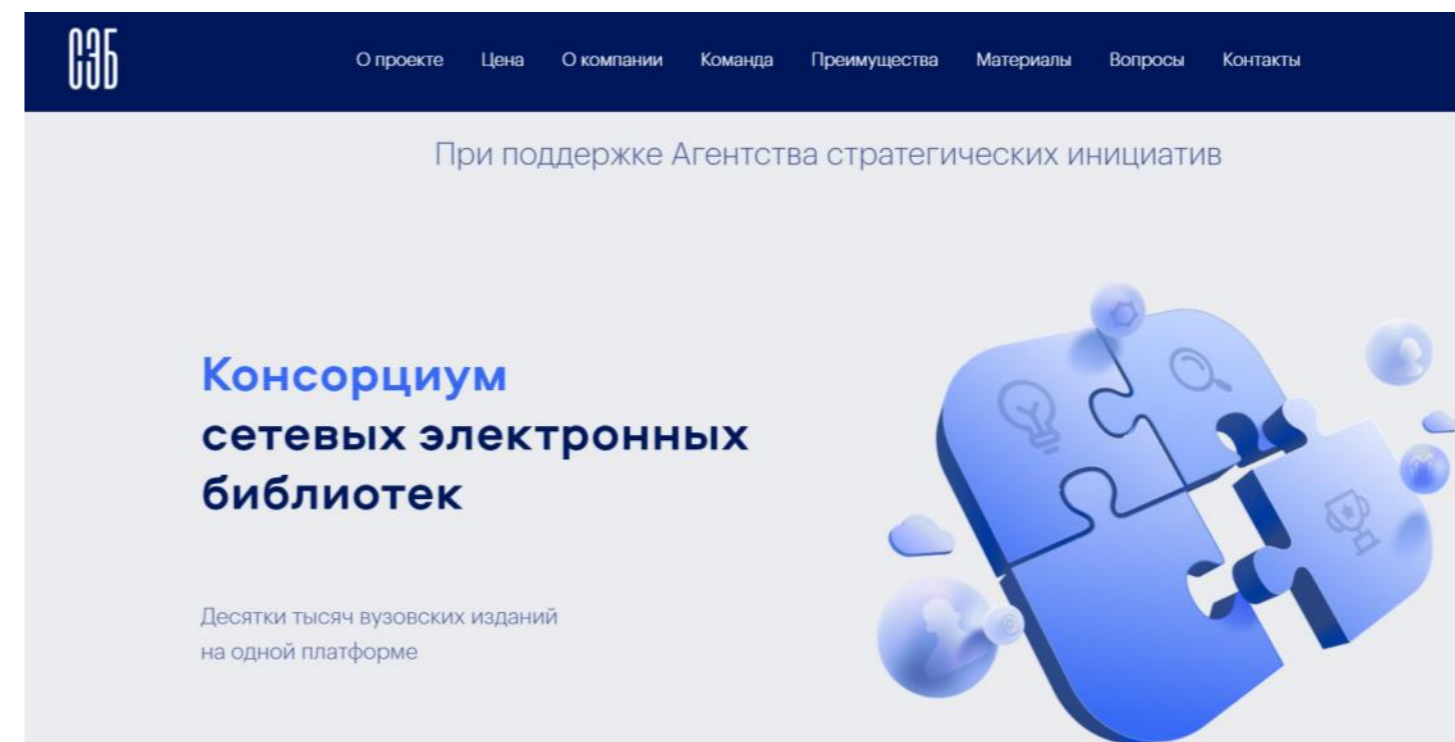 СЭБ
О проекте Цена О компании Команда Преимущества Материалы Вопросы Контакты
При поддержке Агентства стратегических инициатив
Консорциум
сетевых электронных
библиотек
Десятки тысяч вузовских изданий
на одной платформе